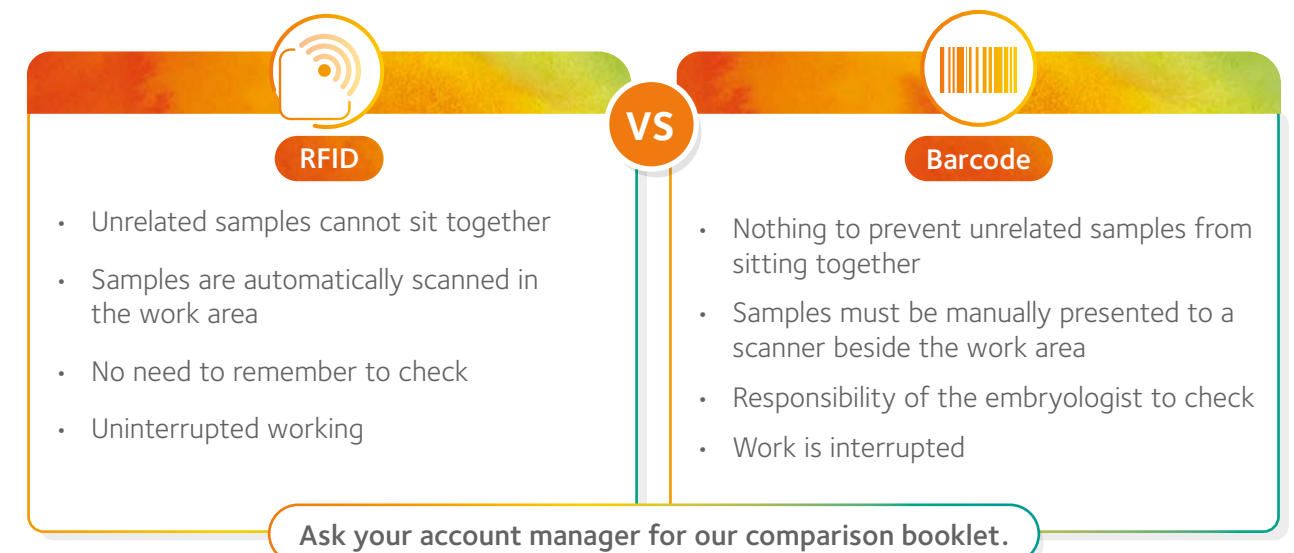 VS
RFID
• Unrelated samples cannot sit together
• Samples are automatically scanned in
the work area
• No need to remember to check
• Uninterrupted working
Barcode
• Nothing to prevent unrelated samples from
sitting together
• Samples must be manually presented to a
scanner beside the work area
• Responsibility of the embryologist to check
• Work is interrupted
Ask your account manager for our comparison booklet.